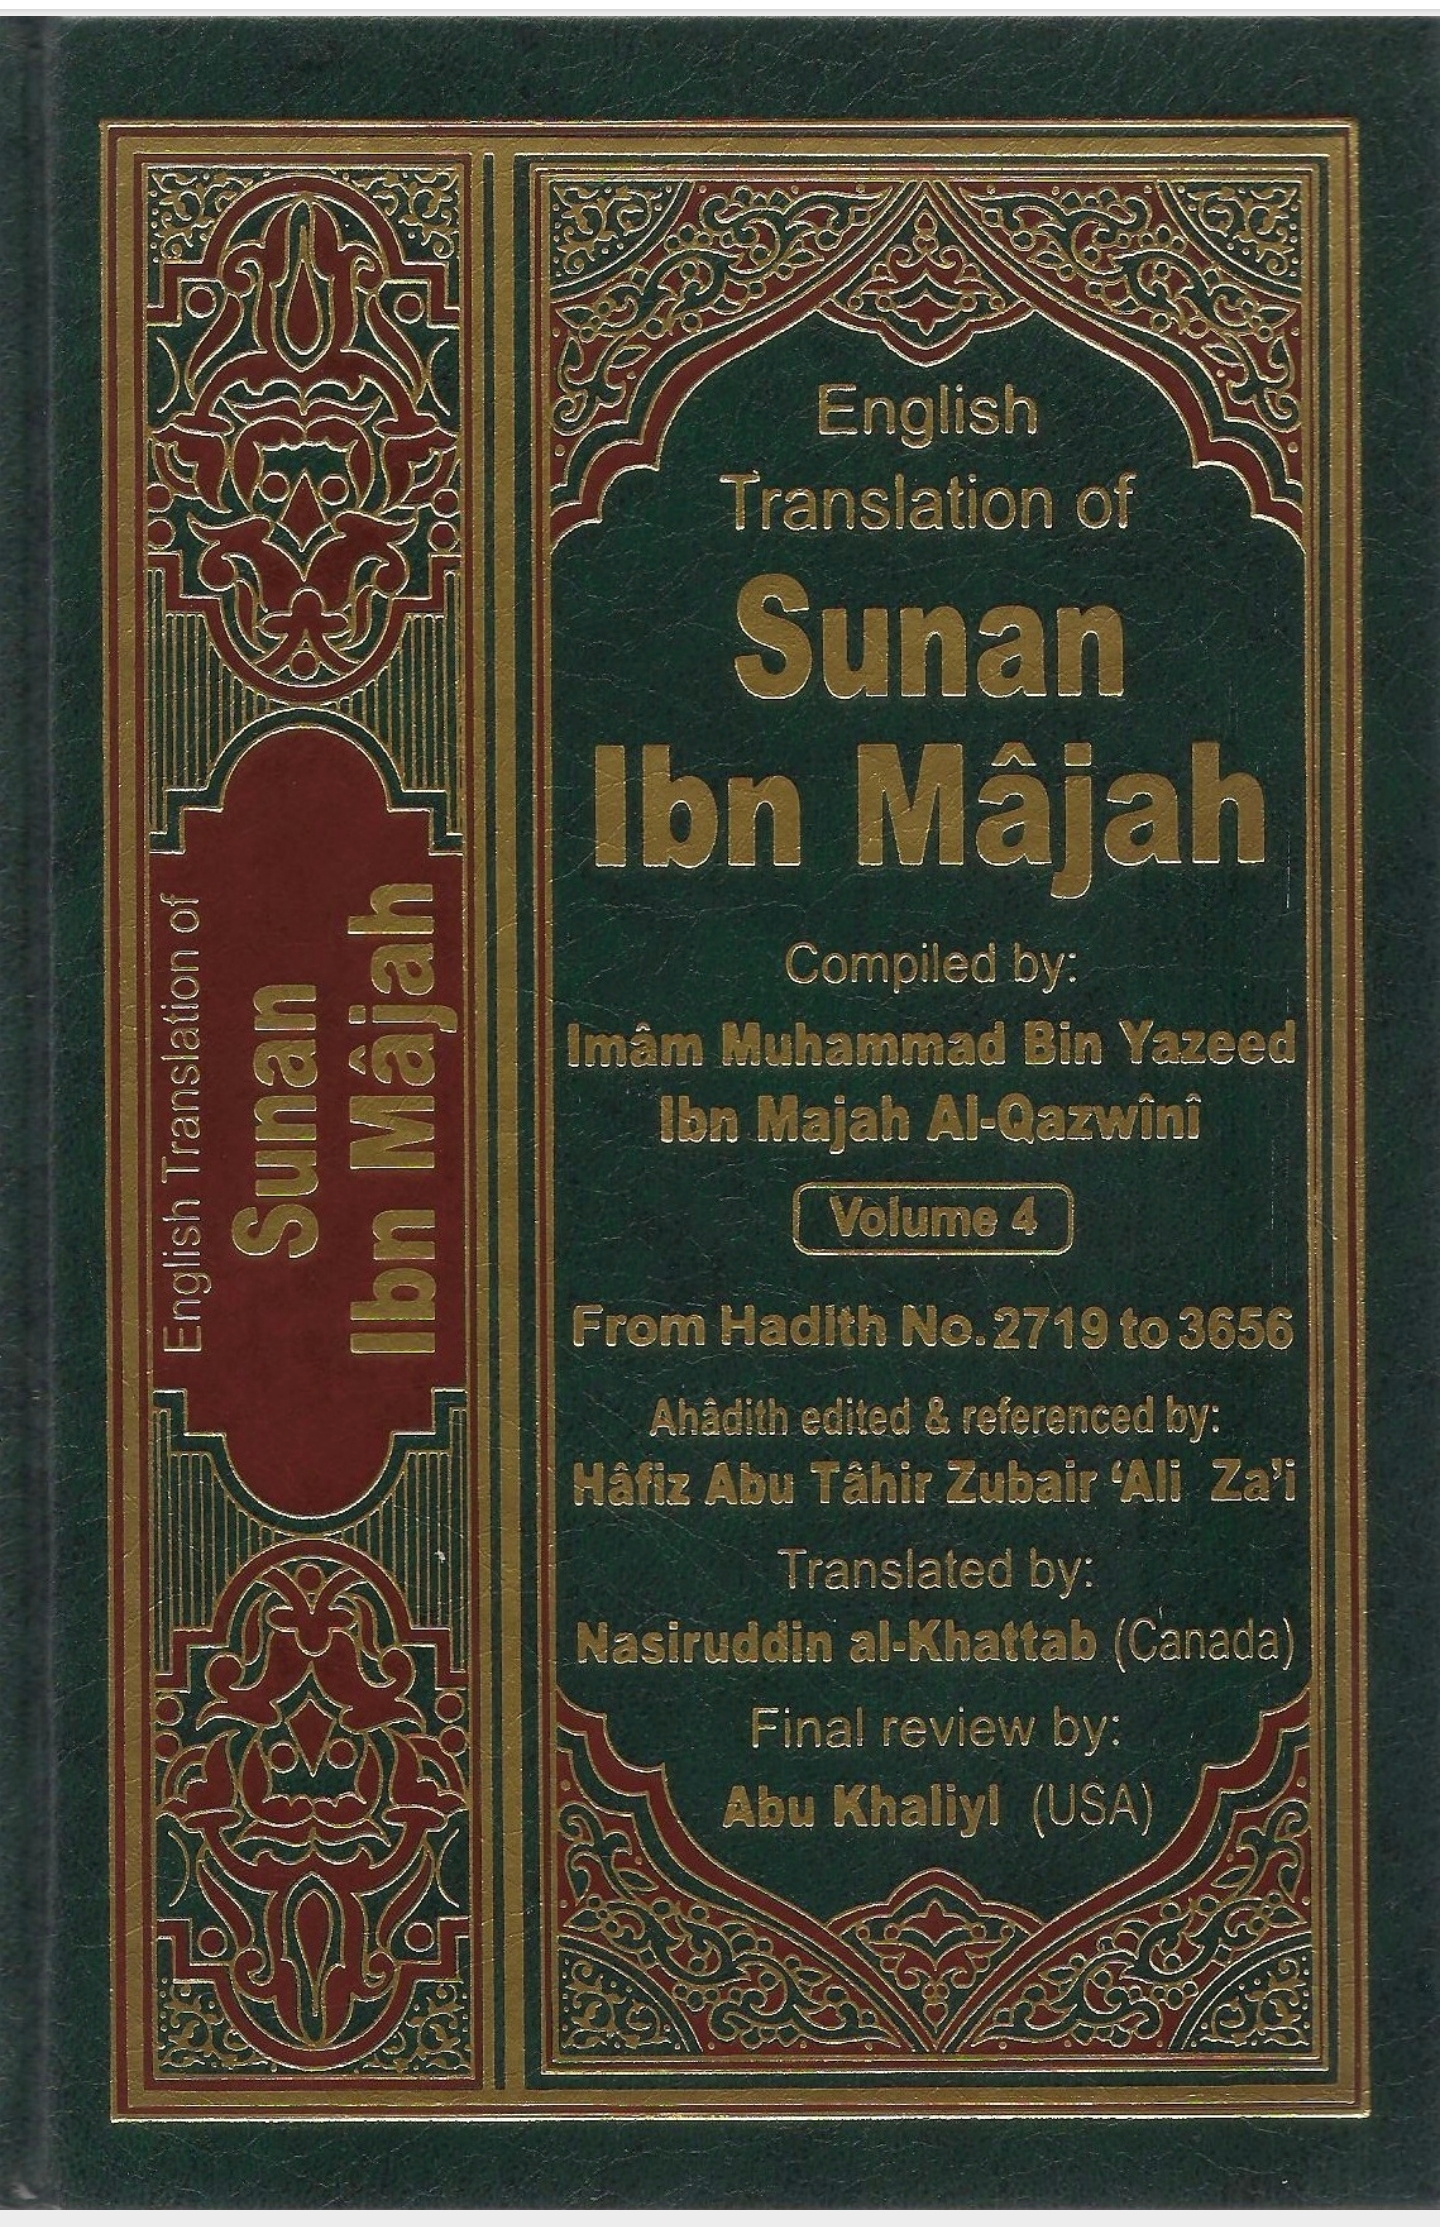 English Translation of
Sunan
Ibn Mâjah
English
Translation of
Sunan
Ibn Mâjah
Compiled by:
Imâm Muhammad Bin Yazeed
Ibn Majah Al-Qazwînî
Volume 4
From Hadith No.2719 to 3656
Ahâdith edited & referenced by:
Hâfiz Abu Tâhir Zubair ‘Ali Za’i
Translated by:
Nasiruddin al-Khattab (Canada)
Final review by:
Abu Khaliyl (USA)